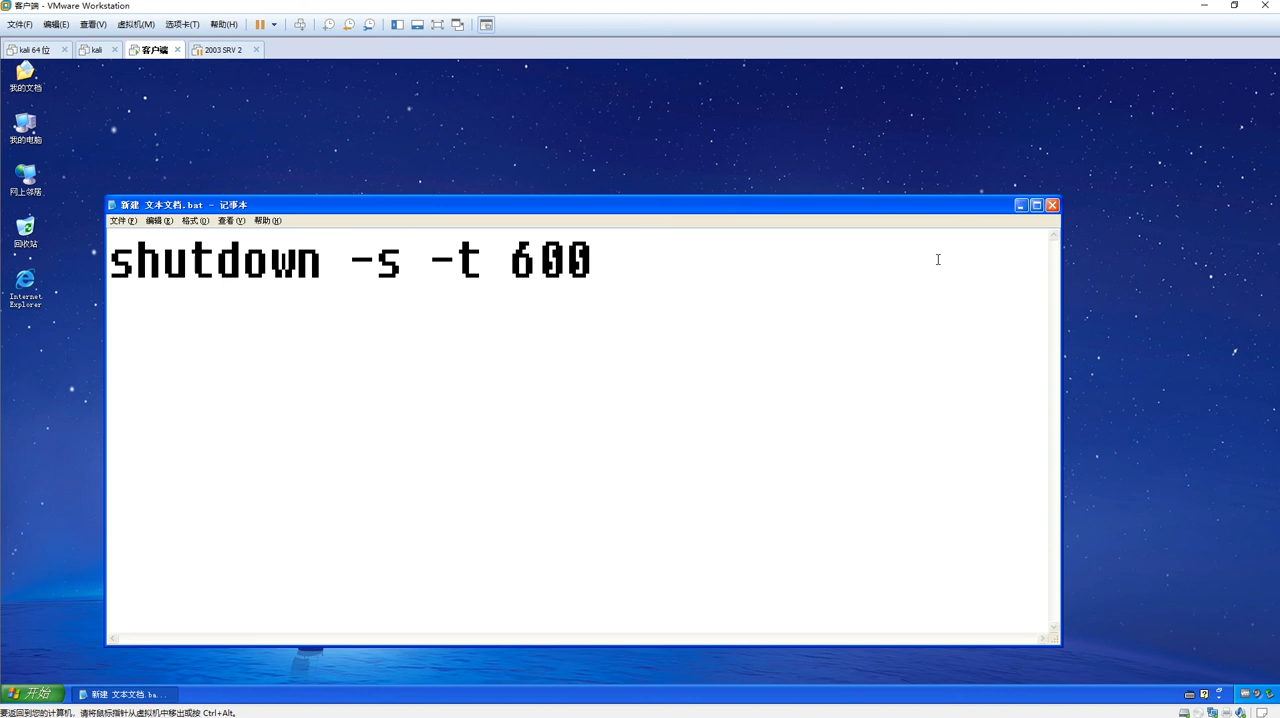 客户端 - VMware Workstation
文件(F) 编辑(E) 查看(V) 虚拟机(M) 选项卡(T) 帮助(H)
kali 64 位 kali 客户端 2003 SRV 2
我的文档
我的电脑
网上邻居
回收站
Internet
Explorer
新建 文本文档.bat - 记事本
文件(F) 编辑(E) 格式(O) 查看(V) 帮助(H)
shutdown -s -t 600
开始 新建 文本文档.ba...
要返回到您的计算机，请将鼠标指针从虚拟机中移出或按 Ctrl+Alt。